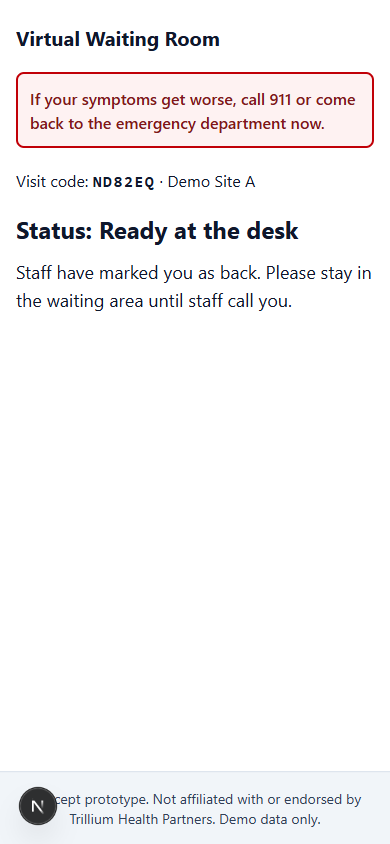 Virtual Waiting Room
If your symptoms get worse, call 911 or come
back to the emergency department now.
Visit code: ND82EQ · Demo Site A
Status: Ready at the desk
Staff have marked you as back. Please stay in
the waiting area until staff call you.
N
prototype. Not affiliated with or endorsed by
Trillium Health Partners. Demo data only.